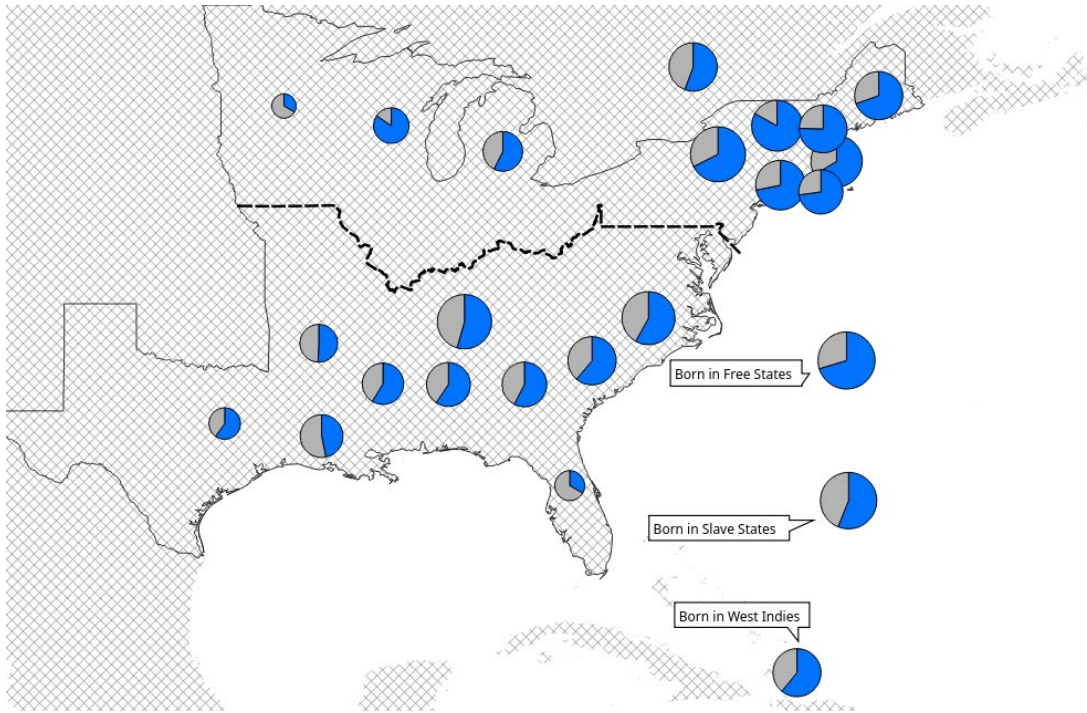 Born in Free States
Born in Slave States
Born in West Indies